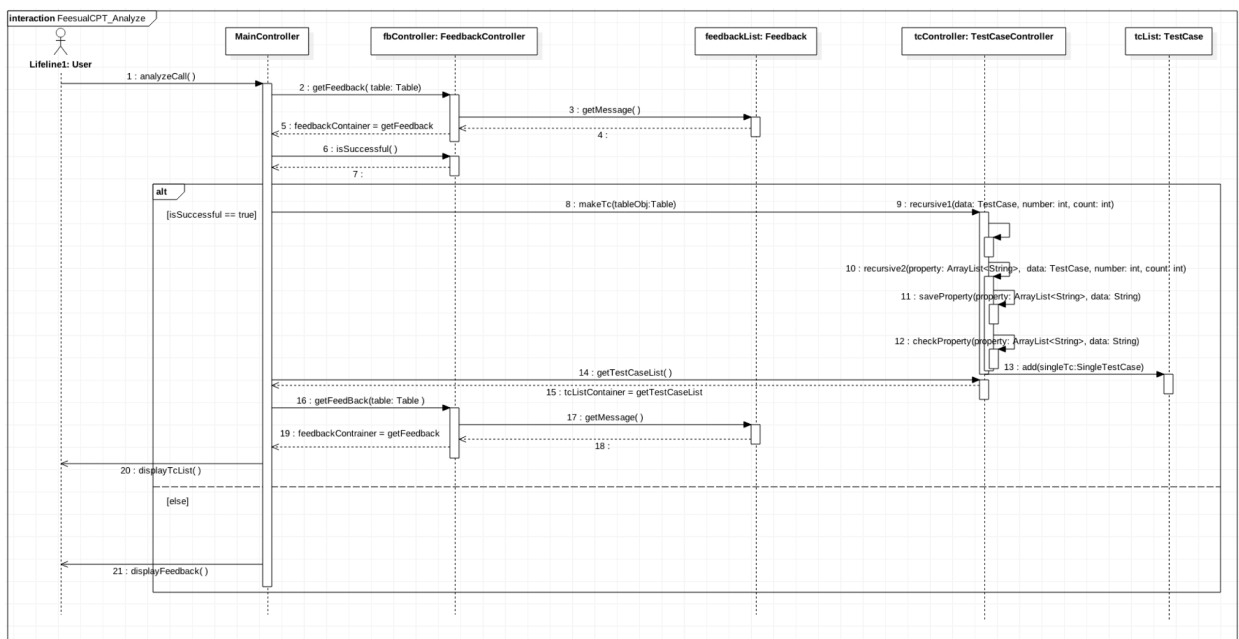 interaction FeesualCPT_Analyze
MainController
fbController: FeedbackController
feedbackList: Feedback
tcController: TestCaseController
tcList: TestCase
Lifeline1: User
1 : analyzeCall( )
2 : getFeedback( table: Table)
3 : getMessage( )
4 :
5 : feedbackContainer = getFeedback
6 : isSuccessful( )
7 :
alt
[isSuccessful == true]
8 : makeTc(tableObj:Table)
9 : recursive1(data: TestCase, number: int, count: int)
10 : recursive2(property: ArrayList<String>,  data: TestCase, number: int, count: int)
11 : saveProperty(property: ArrayList<String>, data: String)
12 : checkProperty(property: ArrayList<String>, data: String)
13 : add(singleTc:SingleTestCase)
14 : getTestCaseList( )
15 : tcListContainer = getTestCaseList
16 : getFeedBack(table: Table )
17 : getMessage( )
18 :
19 : feedbackContrainer = getFeedback
20 : displayTcList( )
[else]
21 : displayFeedback( )